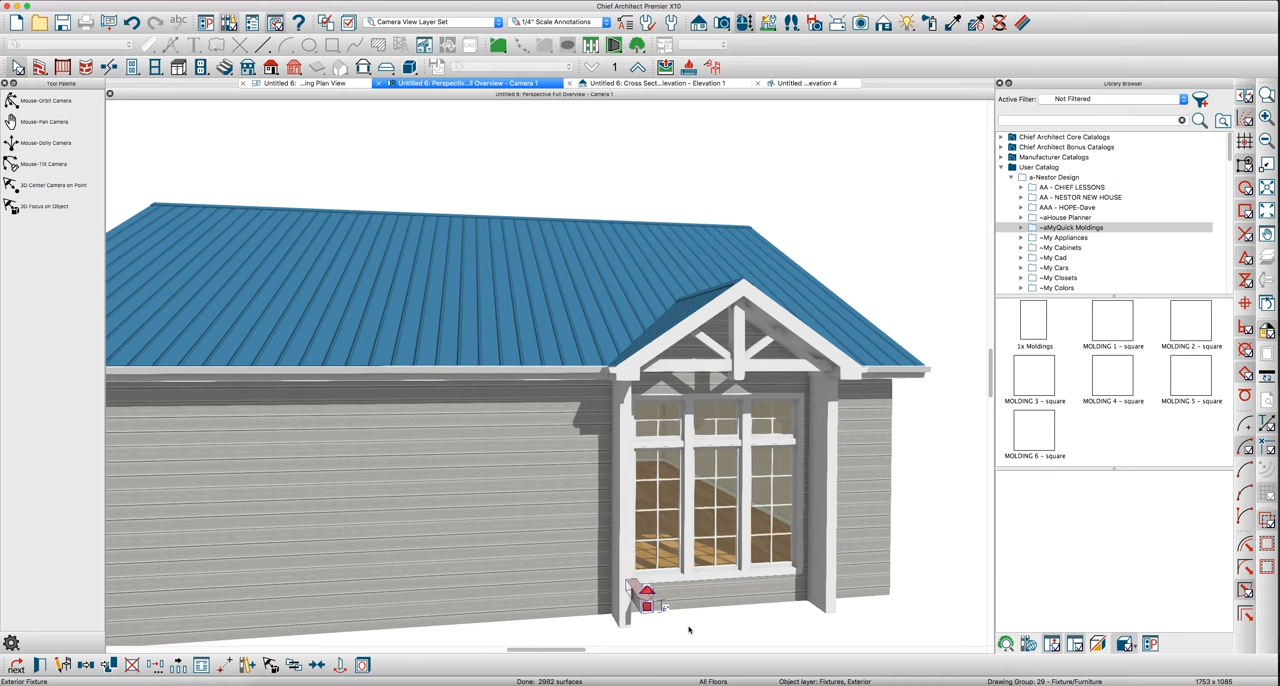 Chief Architect Premier X10
abc
Camera View Layer Set
1/4" Scale Annotations
A
T
CAD
1
Tool Palette
Untitled 6: ...ing Plan View
Untitled 6: Perspectiv...ll Overview - Camera 1
Untitled 6: Cross Sect...levation - Elevation 1
Untitled ...evation 4
Library Browser
Untitled 6: Perspective Full Overview - Camera 1
Mouse-Orbit Camera
Mouse-Pan Camera
Mouse-Dolly Camera
Mouse-Tilt Camera
3D Center Camera on Point
3D Focus on Object
Active Filter:
Not Filtered
Chief Architect Core Catalogs
Chief Architect Bonus Catalogs
Manufacturer Catalogs
User Catalog
a-Nestor Design
AA - CHIEF LESSONS
AA - NESTOR NEW HOUSE
AAA - HOPE-Dave
~aHouse Planner
~aMyQuick Moldings
~My Appliances
~My Cabinets
~My Cad
~My Cars
~My Closets
~My Colors
1x Moldings
MOLDING 1 - square
MOLDING 2 - square
MOLDING 3 - square
MOLDING 4 - square
MOLDING 5 - square
MOLDING 6 - square
6"
next
Exterior Fixture
Done: 2982 surfaces
All Floors
Object layer: Fixtures, Exterior
Drawing Group: 29 - Fixture/Furniture
1753 x 1085